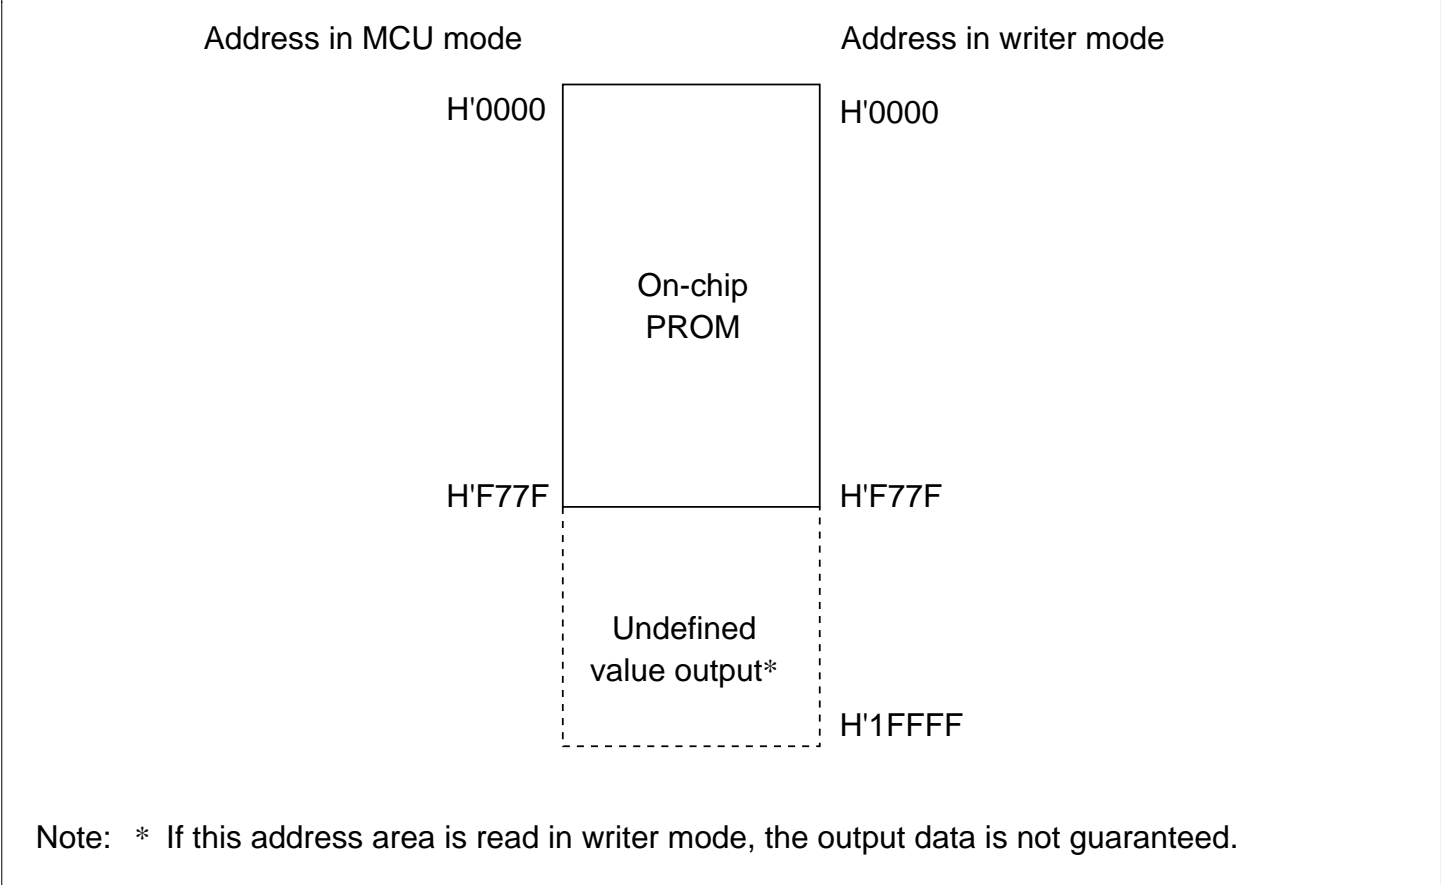 Address in MCU mode
Address in writer mode
H'0000
H'0000
On-chip
PROM
H'F77F
H'F77F
Undefined
value output*
H'1FFFF
Note: * If this address area is read in writer mode, the output data is not guaranteed.